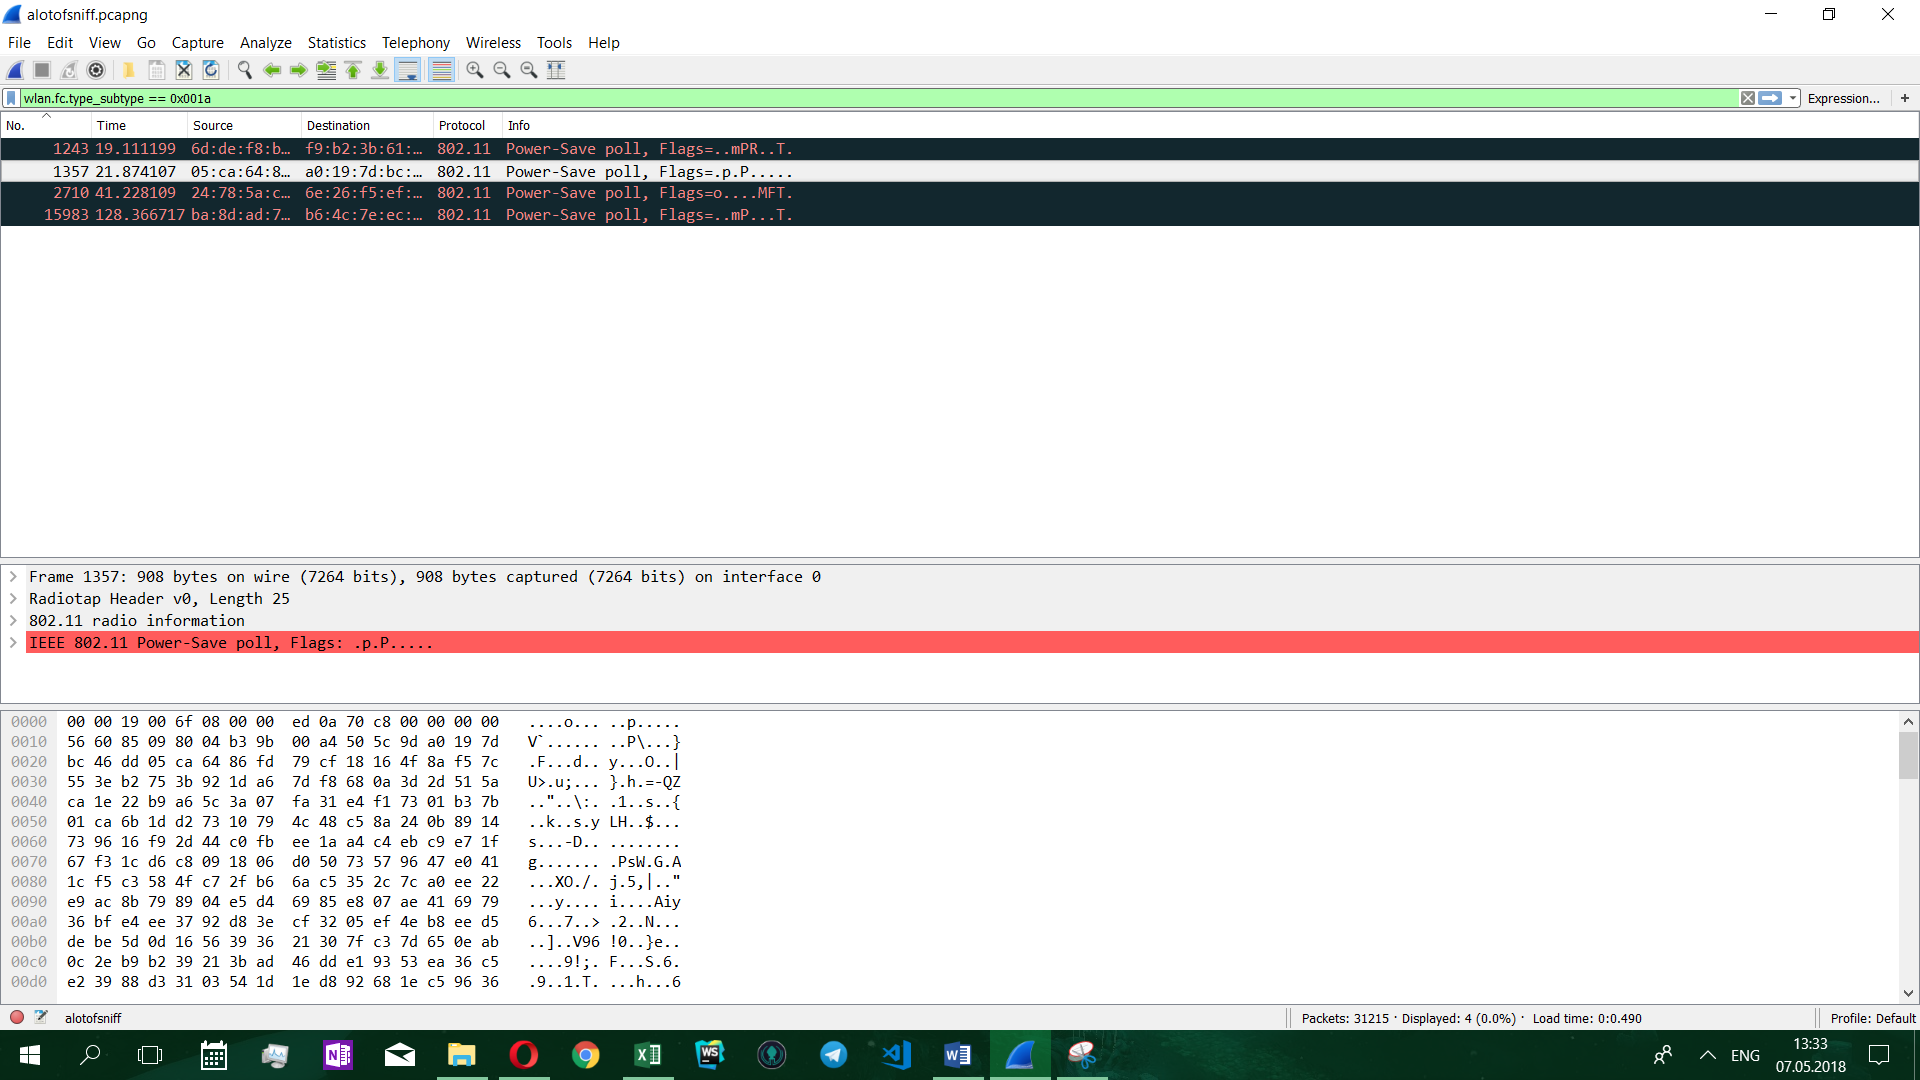 alotofsniff.pcapng
File Edit View Go Capture Analyze Statistics Telephony Wireless Tools Help
wlan.fc.type_subtype == 0x001a Expression... +
No. Time Source Destination Protocol Info
1243 19.111199 6d:de:f8:b… f9:b2:3b:61:… 802.11 Power-Save poll, Flags=..mPR..T.
1357 21.874107 05:ca:64:8… a0:19:7d:bc:… 802.11 Power-Save poll, Flags=.p.P.....
2710 41.228109 24:78:5a:c… 6e:26:f5:ef:… 802.11 Power-Save poll, Flags=o....MFT.
15983 128.366717 ba:8d:ad:7… b6:4c:7e:ec:… 802.11 Power-Save poll, Flags=..mP...T.
Frame 1357: 908 bytes on wire (7264 bits), 908 bytes captured (7264 bits) on interface 0
Radiotap Header v0, Length 25
802.11 radio information
IEEE 802.11 Power-Save poll, Flags: .p.P.....
0000 00 00 19 00 6f 08 00 00 ed 0a 70 c8 00 00 00 00 ....o... ..p.....
0010 56 60 85 09 80 04 b3 9b 00 a4 50 5c 9d a0 19 7d V`...... ..P\...}
0020 bc 46 dd 05 ca 64 86 fd 79 cf 18 16 4f 8a f5 7c .F...d.. y...O..|
0030 55 3e b2 75 3b 92 1d a6 7d f8 68 0a 3d 2d 51 5a U>.u;... }.h.=-QZ
0040 ca 1e 22 b9 a6 5c 3a 07 fa 31 e4 f1 73 01 b3 7b .."..\:. .1..s..{
0050 01 ca 6b 1d d2 73 10 79 4c 48 c5 8a 24 0b 89 14 ..k..s.y LH..$...
0060 73 96 16 f9 2d 44 c0 fb ee 1a a4 c4 eb c9 e7 1f s...-D.. ........
0070 67 f3 1c d6 c8 09 18 06 d0 50 73 57 96 47 e0 41 g....... .PsW.G.A
0080 1c f5 c3 58 4f c7 2f b6 6a c5 35 2c 7c a0 ee 22 ...XO./. j.5,|.."
0090 e9 ac 8b 79 89 04 e5 d4 69 85 e8 07 ae 41 69 79 ...y.... i....Aiy
00a0 36 bf e4 ee 37 92 d8 3e cf 32 05 ef 4e b8 ee d5 6...7..> .2..N...
00b0 de be 5d 0d 16 56 39 36 21 30 7f c3 7d 65 0e ab ..]..V96 !0..}e..
00c0 0c 2e b9 b2 39 21 3b ad 46 dd e1 93 53 ea 36 c5 ....9!;. F...S.6.
00d0 e2 39 88 d3 31 03 54 1d 1e d8 92 68 1e c5 96 36 .9..1.T. ...h...6
alotofsniff Packets: 31215 · Displayed: 4 (0.0%) · Load time: 0:0.490 Profile: Default
N
WS
ENG
13:33
07.05.2018